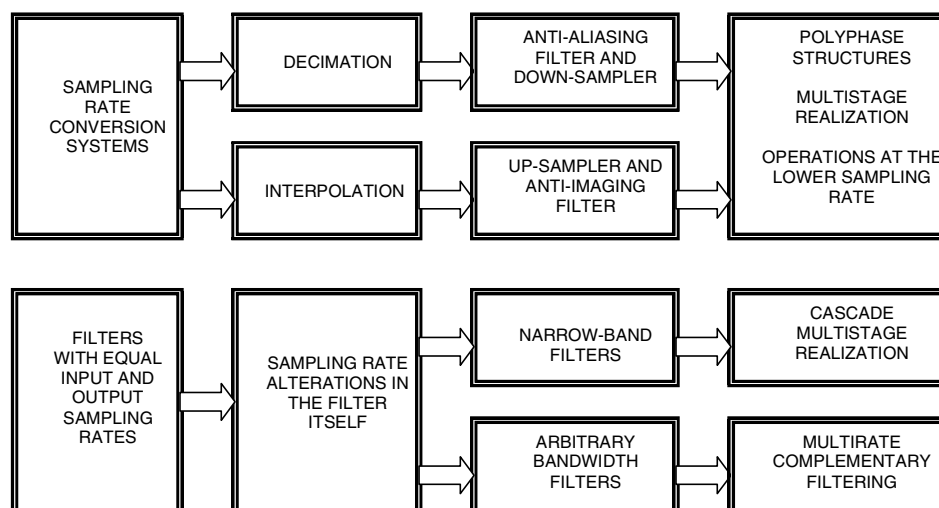 SAMPLING
RATE
CONVERSION
SYSTEMS
DECIMATION
ANTI-ALIASING
FILTER AND
DOWN-SAMPLER
POLYPHASE
STRUCTURES
MULTISTAGE
REALIZATION
OPERATIONS AT THE
LOWER SAMPLING
RATE
INTERPOLATION
UP-SAMPLER AND
ANTI-IMAGING
FILTER
FILTERS
WITH EQUAL
INPUT AND
OUTPUT
SAMPLING
RATES
SAMPLING RATE
ALTERATIONS IN
THE FILTER
ITSELF
NARROW-BAND
FILTERS
CASCADE
MULTISTAGE
REALIZATION
ARBITRARY
BANDWIDTH
FILTERS
MULTIRATE
COMPLEMENTARY
FILTERING